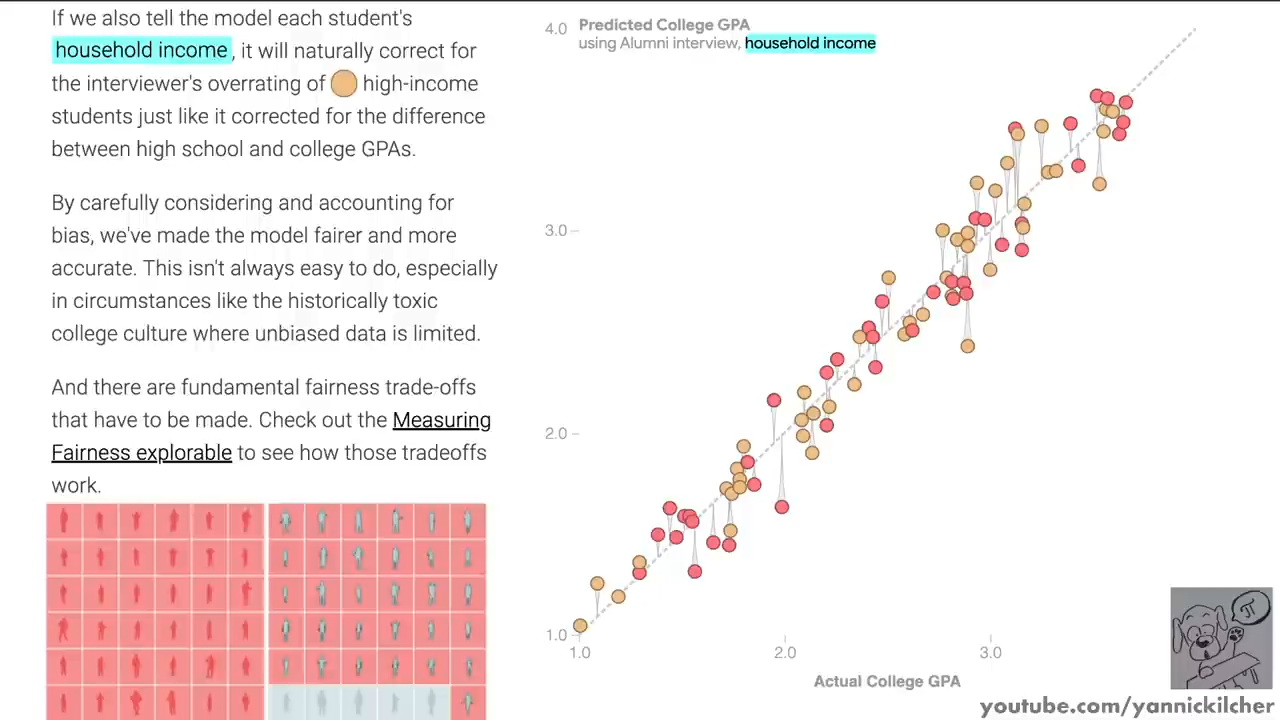 If we also tell the model each student's
household income, it will naturally correct for
the interviewer's overrating of high-income
students just like it corrected for the difference
between high school and college GPAs.
By carefully considering and accounting for
bias, we've made the model fairer and more
accurate. This isn't always easy to do, especially
in circumstances like the historically toxic
college culture where unbiased data is limited.
And there are fundamental fairness trade-offs
that have to be made. Check out the Measuring
Fairness explorable to see how those tradeoffs
work.
Predicted College GPA
using Alumni interview, household income
4.0
3.0
2.0
1.0
1.0 2.0 3.0
Actual College GPA
π
youtube.com/yannickilcher